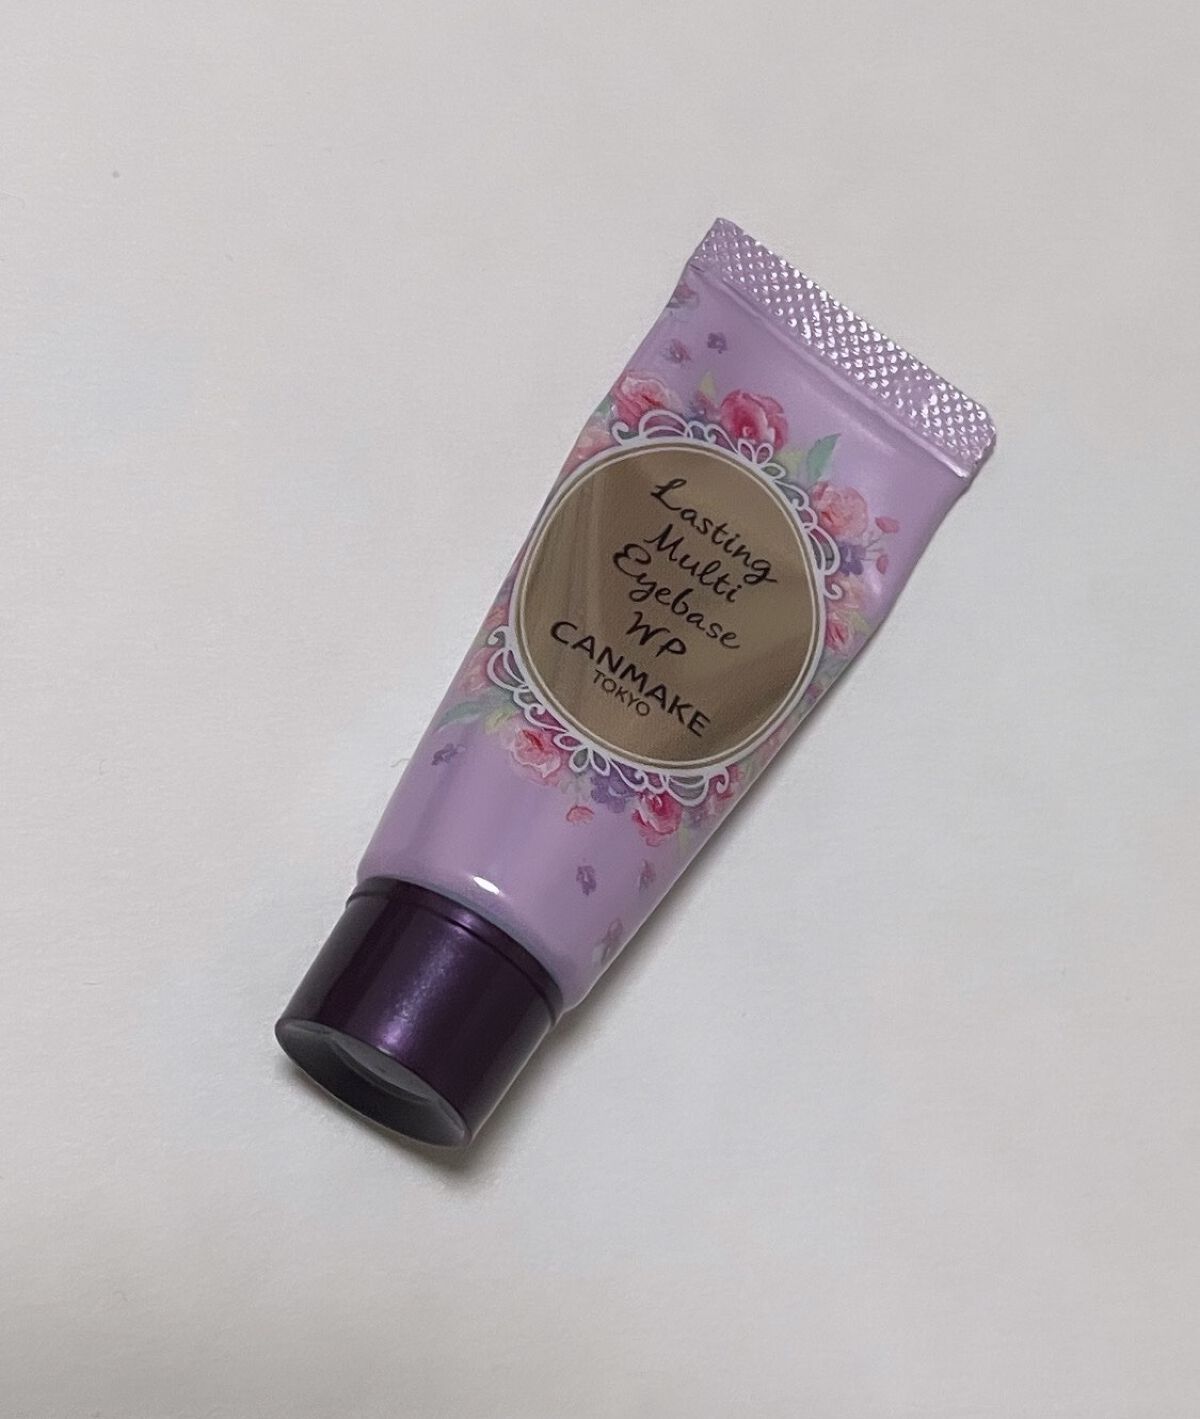 Lasting
Multi
Eyebase
WP
CANMAKE
TOKYO